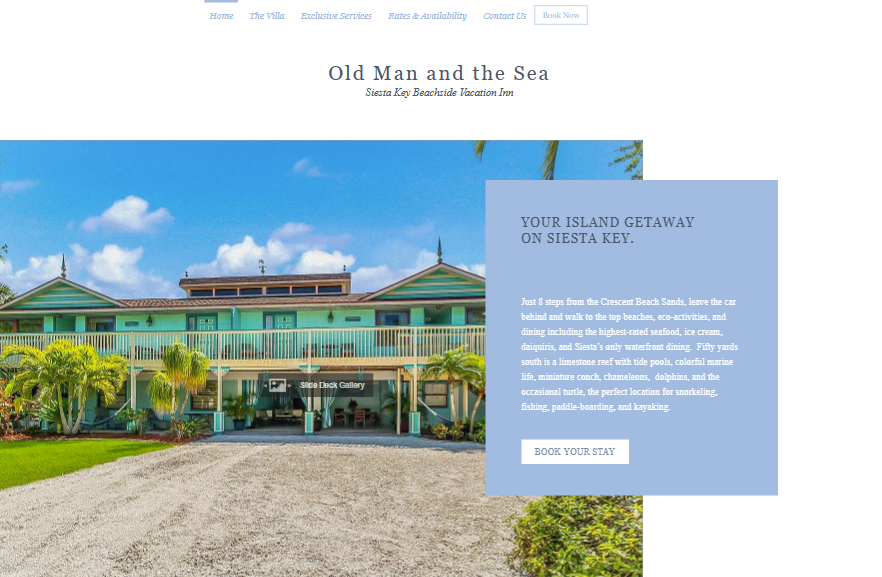 Home The Villa Exclusive Services Rates & Availability Contact Us Book Now
Old Man and the Sea
Siesta Key Beachside Vacation Inn
YOUR ISLAND GETAWAY
ON SIESTA KEY.
Just 8 steps from the Crescent Beach Sands, leave the car
behind and walk to the top beaches, eco-activities, and
dining including the highest-rated seafood, ice cream,
daiquiris, and Siesta's only waterfront dining.  Fifty yards
south is a limestone reef with tide pools, colorful marine
life, miniature conch, chameleons,  dolphins, and the
occasional turtle, the perfect location for snorkeling,
fishing, paddle-boarding, and kayaking.
Slide Deck Gallery
BOOK YOUR STAY